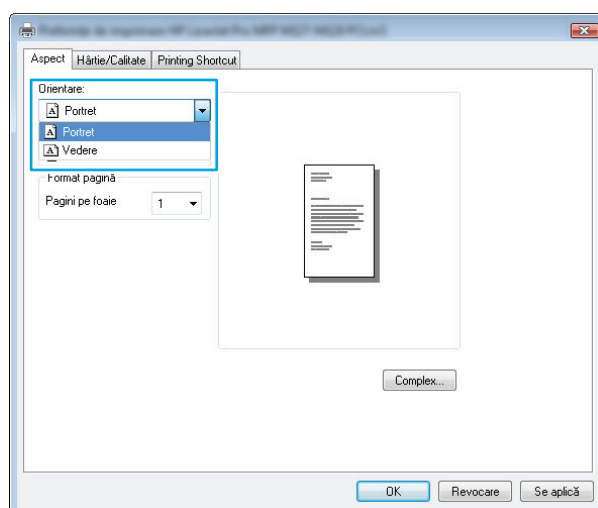 Aspect
Hârtie/Calitate
Printing Shortcut
Orientare:
Portret
Portret
Vedere
Format pagină
Pagini pe foaie 1
Complex...
OK
Revocare
Se aplică